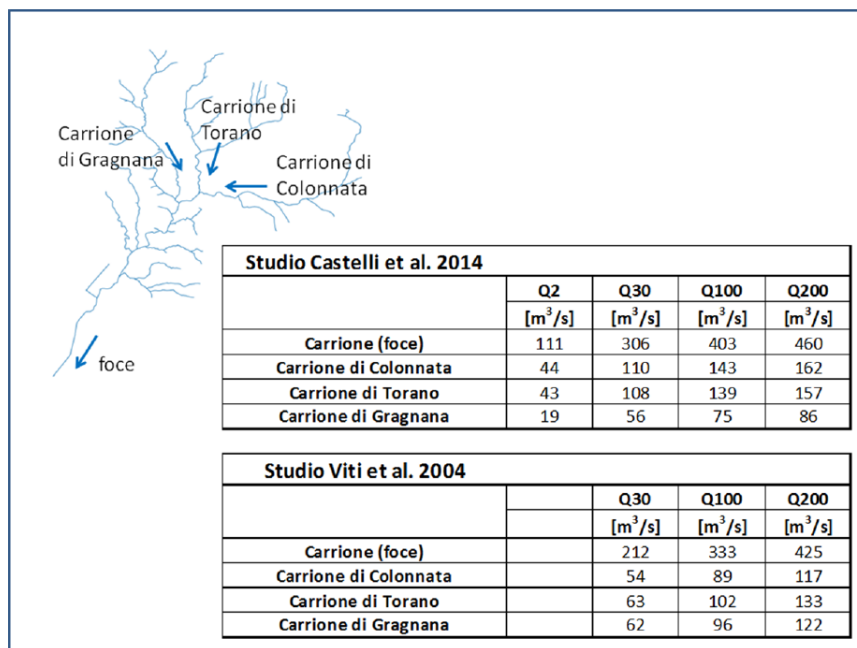 Carrione di
Torano
Carrione
di Gragnana
Carrione di
Colonnata
foce
Studio Castelli et al. 2014
Q2 Q30 Q100 Q200
[m³/s] [m³/s] [m³/s] [m³/s]
Carrione (foce) 111 306 403 460
Carrione di Colonnata 44 110 143 162
Carrione di Torano 43 108 139 157
Carrione di Gragnana 19 56 75 86
Studio Viti et al. 2004
Q30 Q100 Q200
[m³/s] [m³/s] [m³/s]
Carrione (foce) 212 333 425
Carrione di Colonnata 54 89 117
Carrione di Torano 63 102 133
Carrione di Gragnana 62 96 122